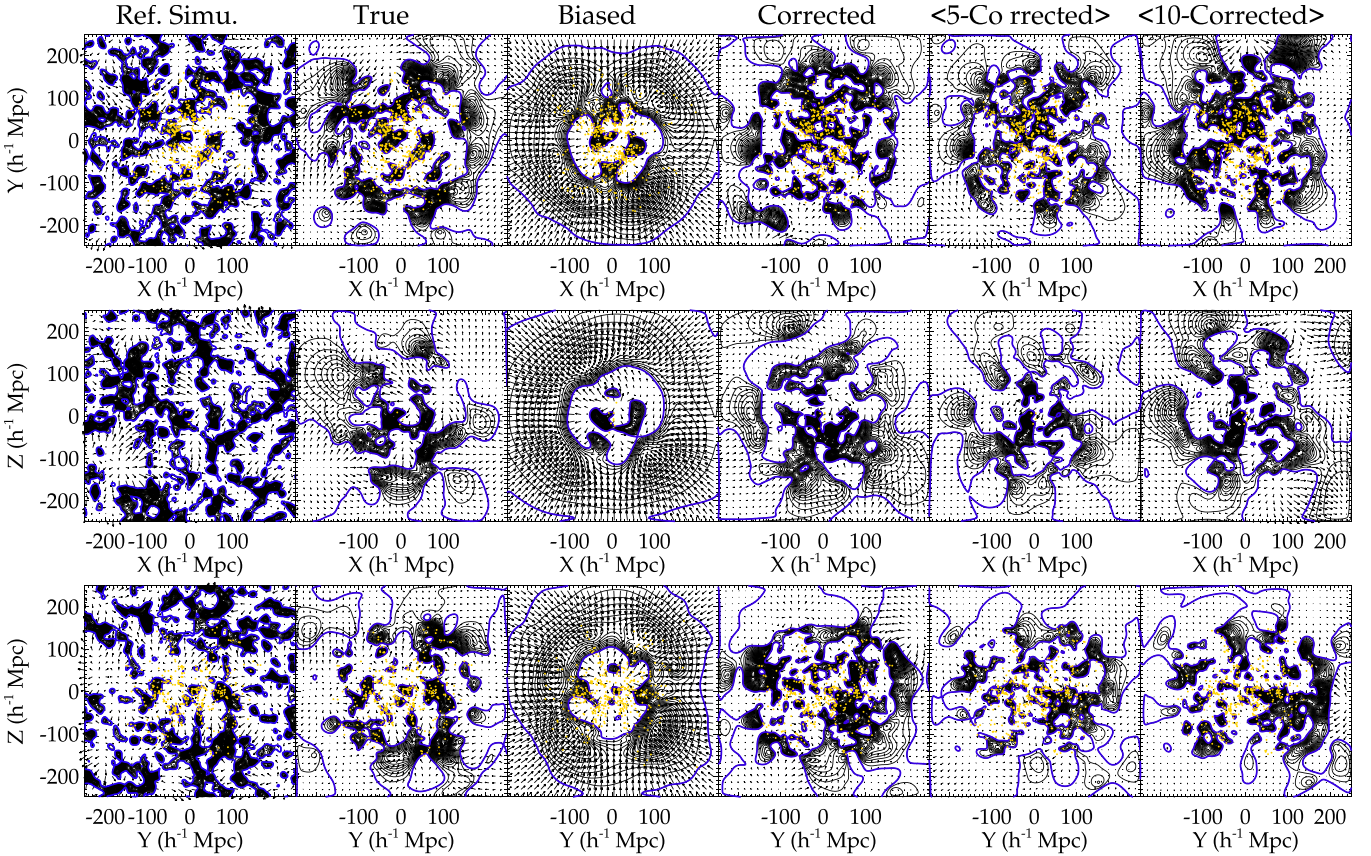 Ref. Simu. True Biased Corrected <5-Co rrected> <10-Corrected>
200
100
0
-100
-200
Y (h-1 Mpc)
-200 -100 0 100 -100 0 100 -100 0 100 -100 0 100 -100 0 100 -100 0 100 200
X (h-1 Mpc) X (h-1 Mpc) X (h-1 Mpc) X (h-1 Mpc) X (h-1 Mpc) X (h-1 Mpc)
200
100
0
-100
-200
Z (h-1 Mpc)
-200 -100 0 100 -100 0 100 -100 0 100 -100 0 100 -100 0 100 -100 0 100 200
X (h-1 Mpc) X (h-1 Mpc) X (h-1 Mpc) X (h-1 Mpc) X (h-1 Mpc) X (h-1 Mpc)
200
100
0
-100
-200
Z (h-1 Mpc)
-200 -100 0 100 -100 0 100 -100 0 100 -100 0 100 -100 0 100 -100 0 100 200
Y (h-1 Mpc) Y (h-1 Mpc) Y (h-1 Mpc) Y (h-1 Mpc) Y (h-1 Mpc) Y (h-1 Mpc)